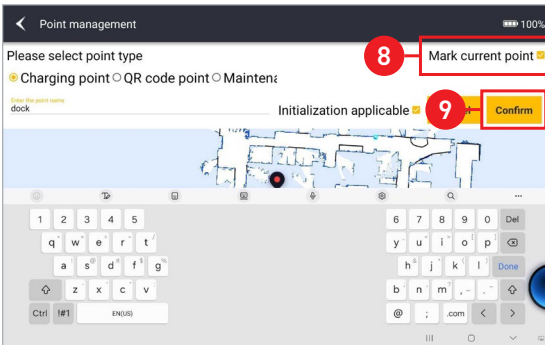 Point management
100%
Please select point type
8
Mark current point
Charging point QR code point
Enter the point name
dock
Initialization applicable
9
Confirm
1 2 3 4 5 6 7 8 9 0 Del
q w e r t y u i o p
a s d f g h j k l Done
z x c v b n m , .
Ctrl !#1 EN(US) @ ; .com < >